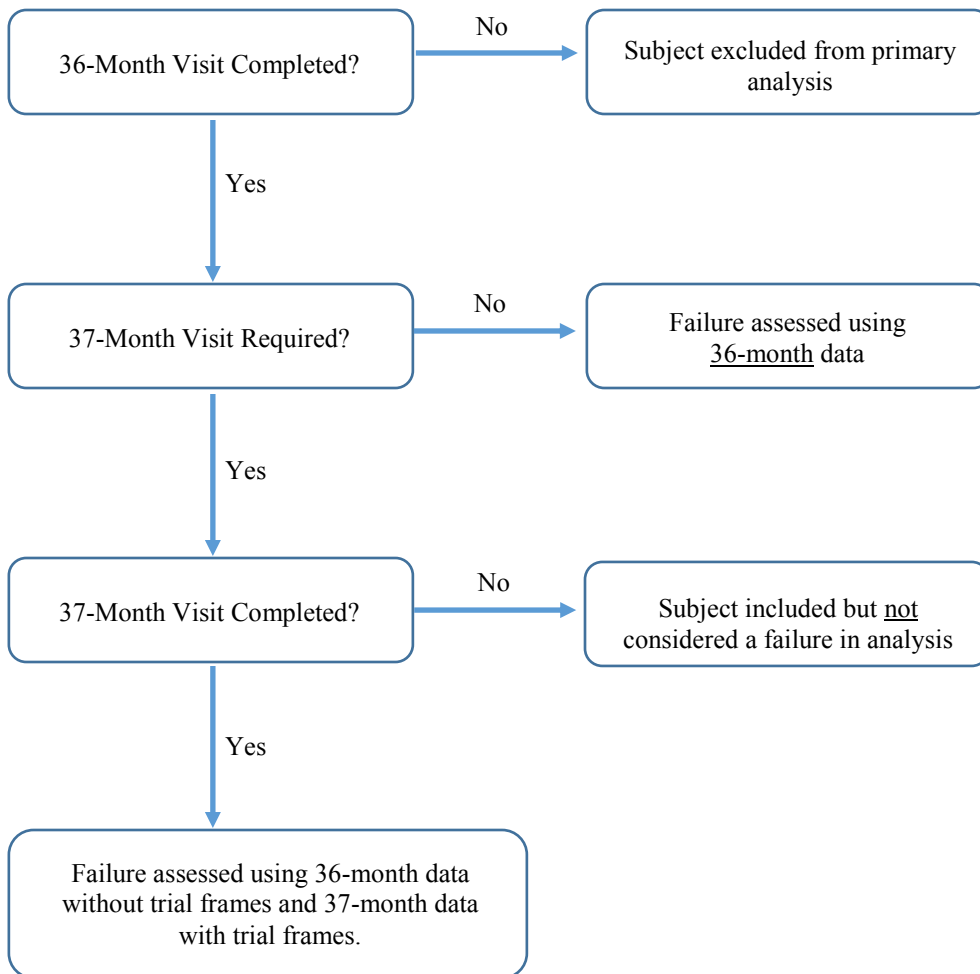 No
36-Month Visit Completed?
Subject excluded from primary
analysis
Yes
No
37-Month Visit Required?
Failure assessed using
36-month data
Yes
No
37-Month Visit Completed?
Subject included but not
considered a failure in analysis
Yes
Failure assessed using 36-month data
without trial frames and 37-month data
with trial frames.